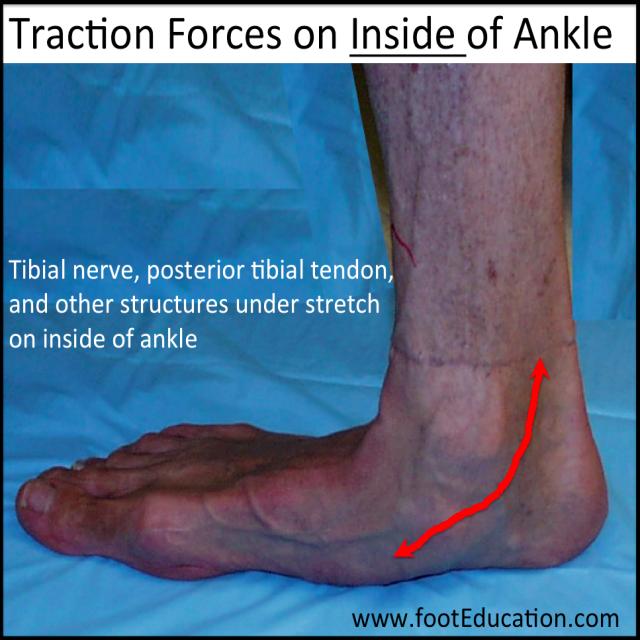 Traction Forces on Inside of Ankle
Tibial nerve, posterior tibial tendon,
and other structures under stretch
on inside of ankle
www.footEducation.com